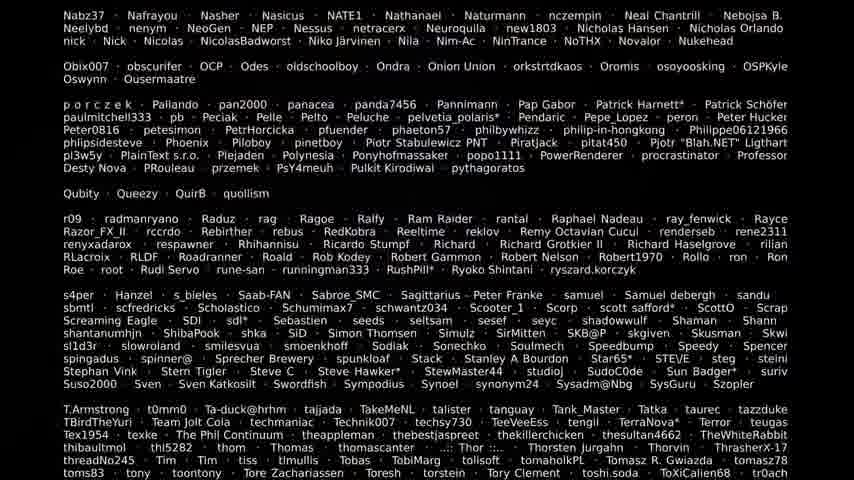 Nabz37 · Nafrayou · Nasher · Nasicus · NATE1 · Nathanael · Naturmann · nczempin · Neal Chantrill · Nebojsa B.
Neelybd · nenym · NeoGen · NEP · Nessus · netracerx · Neuroquila · new1803 · Nicholas Hansen · Nicholas Orlando
nick · Nick · Nicolas · NicolasBadworst · Niko Järvinen · Nila · Nim-Ac · NinTrance · NoTHX · Novalor · Nukehead
Obix007 · obscurifer · OCP · Odes · oldschoolboy · Ondra · Onion Union · orkstrtdkaos · Oromis · osoyoosking · OSPKyle
Oswynn · Ousermaatre
p o r c z e k · Pallando · pan2000 · panacea · panda7456 · Pannimann · Pap Gabor · Patrick Harnett* · Patrick Schöfer
paulmitchell333 · pb · Peciak · Pelle · Pelto · Peluche · pelvetia_polaris* · Pendaric · Pepe_Lopez · peron · Peter Hucker
Peter0816 · petesimon · PetrHorcicka · pfuender · phaeton57 · philbywhizz · philip-in-hongkong · Philippe06121966
phlipsidesteve · Phoenix · Piloboy · pinetboy · Piotr Stabulewicz PNT · PiratJack · pitat450 · Pjotr "Blah.NET" Ligthart
pl3w5y · PlainText s.r.o. · Plejaden · Polynesia · Ponyhofmassaker · popo1111 · PowerRenderer · procrastinator · Professor
Desty Nova · PRouleau · przemek · PsY4meuh · Pulkit Kirodiwal · pythagoratos
Qubity · Queezy · QuirB · quollism
r09 · radmanryano · Raduz · rag · Ragoe · Ralfy · Ram Raider · rantal · Raphael Nadeau · ray_fenwick · Rayce
Razor_FX_II · rccrdo · Rebirther · rebus · RedKobra · Reeltime · reklov · Remy Octavian Cucui · renderseb · rene2311
renyxadarox · respawner · Rhihannisu · Ricardo Stumpf · Richard · Richard Grotkier II · Richard Haselgrove · rilian
RLacroix · RLDF · Roadranner · Roald · Rob Kodey · Robert Gammon · Robert Nelson · Robert1970 · Rollo · ron · Ron
Roe · root · Rudi Servo · rune-san · runningman333 · RushPill* · Ryoko Shintani · ryszard.korczyk
s4per · Hanzel · s_bieles · Saab-FAN · Sabroe_SMC · Sagittarius - Peter Franke · samuel · Samuel debergh · sandu
sbmtl · scfredricks · Scholastico · Schumimax7 · schwantz034 · Scooter_1 · Scorp · scott safford* · ScottO · Scrap
Screaming Eagle · SDI · sdl* · Sebastien · seeds · seltsam · sesef · seyc · shadowwulf · Shaman · Shann
shantanumhjn · ShibaPook · shka · SiD · Simon Thomsen · Simulz · SirMitten · SKB@P · skgiven · Skusman · Skwi
sl1d3r · slowroland · smilesvua · smoenkhoff · Sodiak · Sonechko · Soulmech · Speedbump · Speedy · Spencer
spingadus · spinner@ · Sprecher Brewery · spunkloaf · Stack · Stanley A Bourdon · Star65* · STE\/E · steg · steini
Stephan Vink · Stern Tigler · Steve C · Steve Hawker* · StewMaster44 · studioJ · SudoC0de · Sun Badger* · suriv
Suso2000 · Sven · Sven Katkosilt · Swordfish · Sympodius · Synoel · synonym24 · Sysadm@Nbg · SysGuru · Szopler
T.Armstrong · t0mm0 · Ta-duck@hrhm · tajjada · TakeMeNL · talister · tanguay · Tank_Master · Tatka · taurec · tazzduke
TBirdTheYuri · Team Jolt Cola · techmaniac · Technik007 · techsy730 · TeeVeeEss · tengii · TerraNova* · Terror · teugas
Tex1954 · texke · The Phil Continuum · theappleman · thebestjaspreet · thekillerchicken · thesultan4662 · TheWhiteRabbit
thibaultmol · thi5282 · thom · Thomas · thomascanter · ..:: Thor ::.. · Thorsten Jurgahn · Thorvin · ThrasherX-17
threadNo245 · Tim · Tim · tiss · tlmullis · Tobas · TobiMarg · tolisoft · tomaholkPL · Tomasz R. Gwiazda · tomasz78
toms83 · tony · toontony · Tore Zachariassen · Toresh · torstein · Tory Clement · toshi.soda · ToXiCalien68 · tr0ach